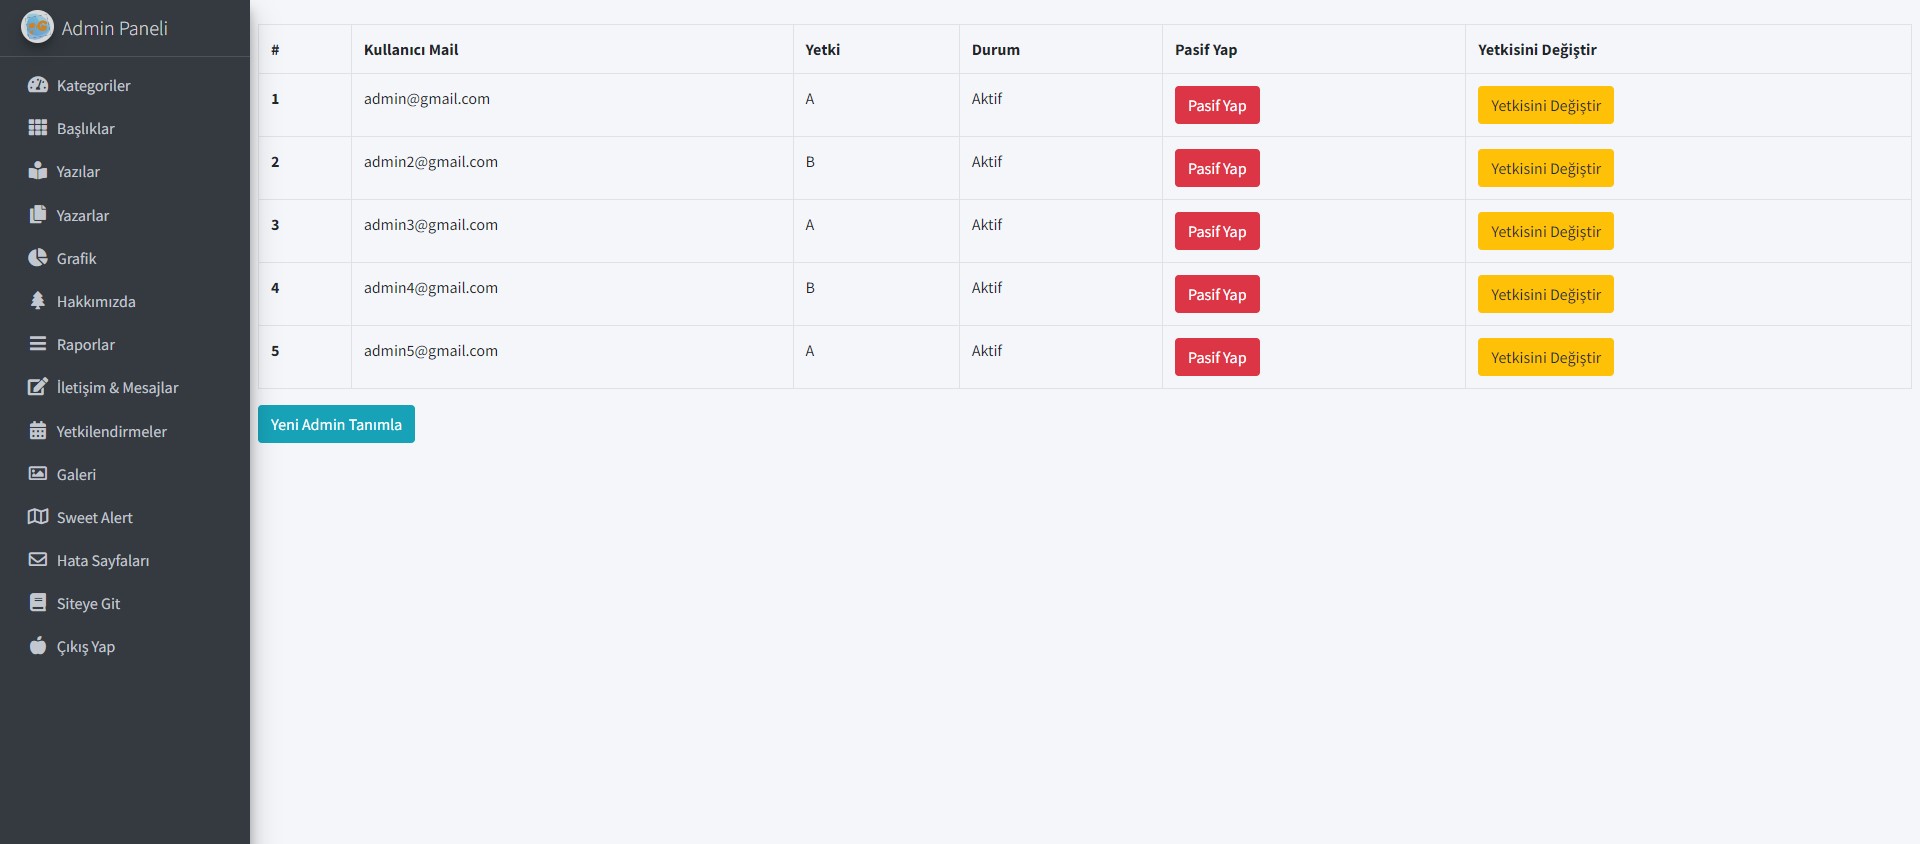 Admin Paneli
Kategoriler
Başlıklar
Yazılar
Yazarlar
Grafik
Hakkımızda
Raporlar
İletişim & Mesajlar
Yetkilendirmeler
Galeri
Sweet Alert
Hata Sayfaları
Siteye Git
Çıkış Yap
# Kullanıcı Mail Yetki Durum Pasif Yap Yetkisini Değiştir
1 admin@gmail.com A Aktif Pasif Yap Yetkisini Değiştir
2 admin2@gmail.com B Aktif Pasif Yap Yetkisini Değiştir
3 admin3@gmail.com A Aktif Pasif Yap Yetkisini Değiştir
4 admin4@gmail.com B Aktif Pasif Yap Yetkisini Değiştir
5 admin5@gmail.com A Aktif Pasif Yap Yetkisini Değiştir
Yeni Admin Tanımla